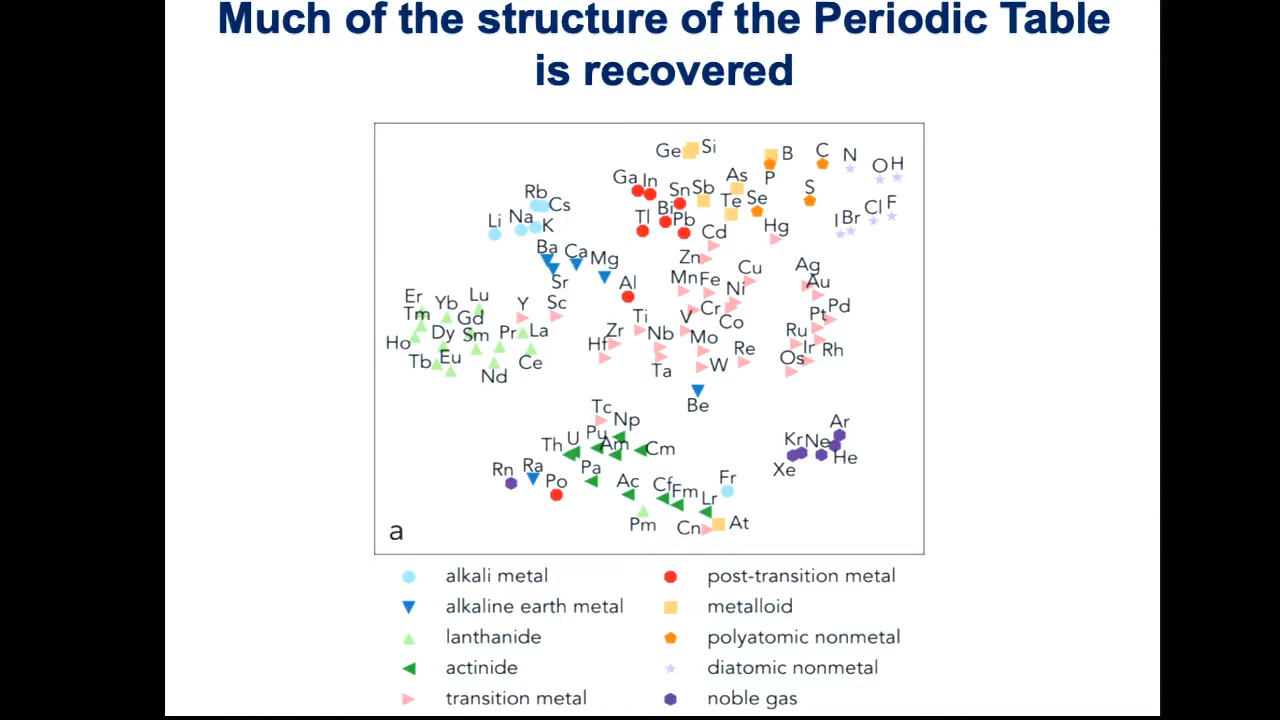 Much of the structure of the Periodic Table
is recovered
Ge Si B C N O H
Ga In Sn Sb As P S
Rb Cs Tl Bi Pb Te Se I Br Cl F
Li Na K Cd Hg
Ba Ca Mg Zn
Sr Al Mn Fe Cu Ag
Er Yb Lu Y Sc Ni Au
Tm Gd Ti V Cr Co Pt Pd
Ho Dy Sm Pr La Hf Zr Nb Mo Ru Ir Rh
Tb Eu Nd Ce Ta W Re Os
Be
Tc Np Ar
Th U Pu Am Cm Kr Ne He
Rn Ra Po Pa Xe
Ac Cf Fm Lr Fr
Pm Cn At
a
alkali metal
alkaline earth metal
lanthanide
actinide
transition metal
post-transition metal
metalloid
polyatomic nonmetal
diatomic nonmetal
noble gas